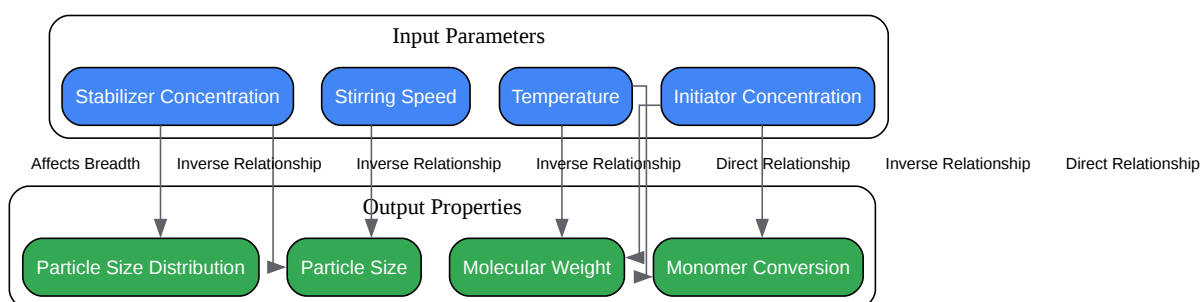 Input Parameters
Stabilizer Concentration
Stirring Speed
Temperature
Initiator Concentration
Affects Breadth
Inverse Relationship
Inverse Relationship
Inverse Relationship
Direct Relationship
Inverse Relationship
Direct Relationship
Output Properties
Particle Size Distribution
Particle Size
Molecular Weight
Monomer Conversion